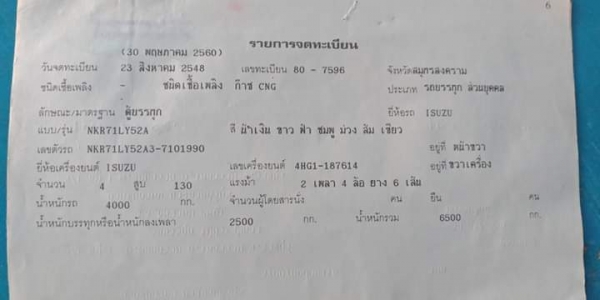 6
รายการจดทะเบียน
(30 พฤษภาคม 2560)
วันจดทะเบียน 23 สิงหาคม 2548 เลขทะเบียน 80 - 7596 จังหวัดสมุทรสงคราม
ชนิดเชื้อเพลิง - ชนิดเชื้อเพลิง ก๊าซ CNG ประเภท รถบรรทุก ส่วนบุคคล
ลักษณะ/มาตรฐาน ตู้บรรทุก ยี่ห้อรถ ISUZU
แบบ/รุ่น NKR71LY52A สี น้ำเงิน ขาว ฟ้า ชมพู ม่วง ส้ม เขียว
เลขตัวรถ NKR71LY52A3-7101990 อยู่ที่ หน้าขวา
ยี่ห้อเครื่องยนต์ ISUZU เลขเครื่องยนต์ 4HG1-187614 อยู่ที่ ขวาเครื่อง
จำนวน 4 สูบ 130 แรงม้า 2 เพลา 4 ล้อ ยาง 6 เส้น
น้ำหนักรถ 4000 กก. จำนวนผู้โดยสารนั่ง คน ยืน คน
น้ำหนักบรรทุกหรือน้ำหนักลงเพลา 2500 กก. น้ำหนักรวม 6500 กก.